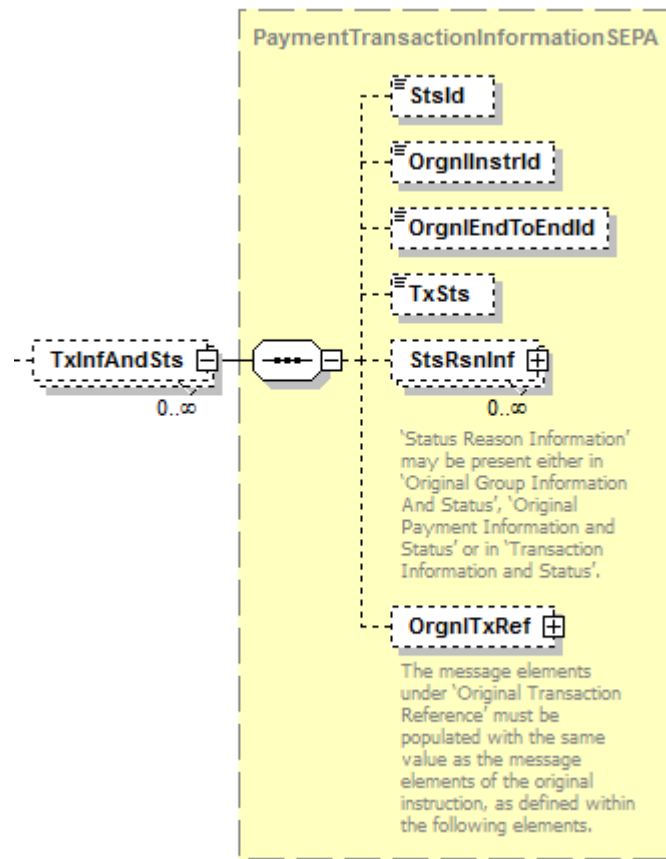 PaymentTransactionInformationSEPA
StsId
OrgnlInstrId
OrgnlEndToEndId
TxSts
TxInfAndSts
0..∞
StsRsnInf
0..∞
‘Status Reason Information’
may be present either in
‘Original Group Information
And Status’, ‘Original
Payment Information and
Status’ or in ‘Transaction
Information and Status’.
OrgnlTxRef
The message elements
under ‘Original Transaction
Reference’ must be
populated with the same
value as the message
elements of the original
instruction, as defined within
the following elements.